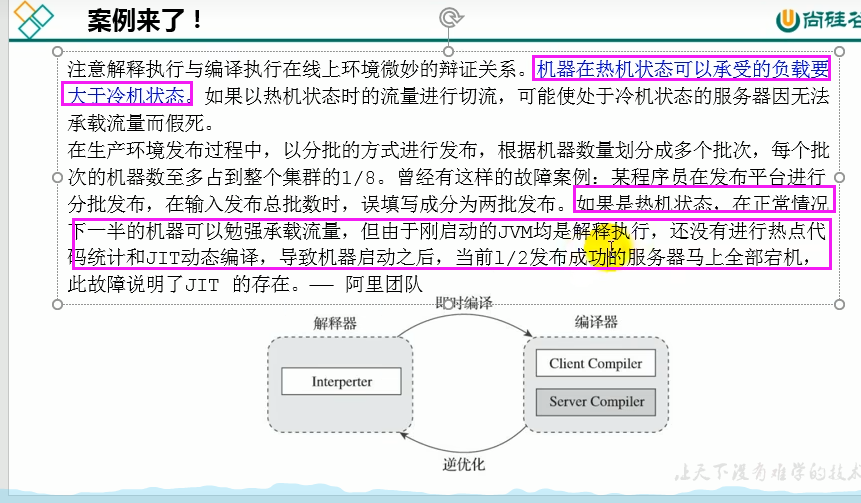 案例来了！
尚硅谷
注意解释执行与编译执行在线上环境微妙的辩证关系。机器在热机状态可以承受的负载要
大于冷机状态。如果以热机状态时的流量进行切流，可能使处于冷机状态的服务器因无法
承载流量而假死。
在生产环境发布过程中，以分批的方式进行发布，根据机器数量划分成多个批次，每个批
次的机器数至多占到整个集群的1/8。曾经有这样的故障案例：某程序员在发布平台进行
分批发布，在输入发布总批数时，误填写成分为两批发布。如果是热机状态，在正常情况
下一半的机器可以勉强承载流量，但由于刚启动的JVM均是解释执行，还没有进行热点代
码统计和JIT动态编译，导致机器启动之后，当前1/2发布成功的服务器马上全部宕机，
此故障说明了JIT 的存在。—— 阿里团队
即时编译
解释器
编译器
Interperter
Client Compiler
Server Compiler
逆优化
让天下没有难学的技术